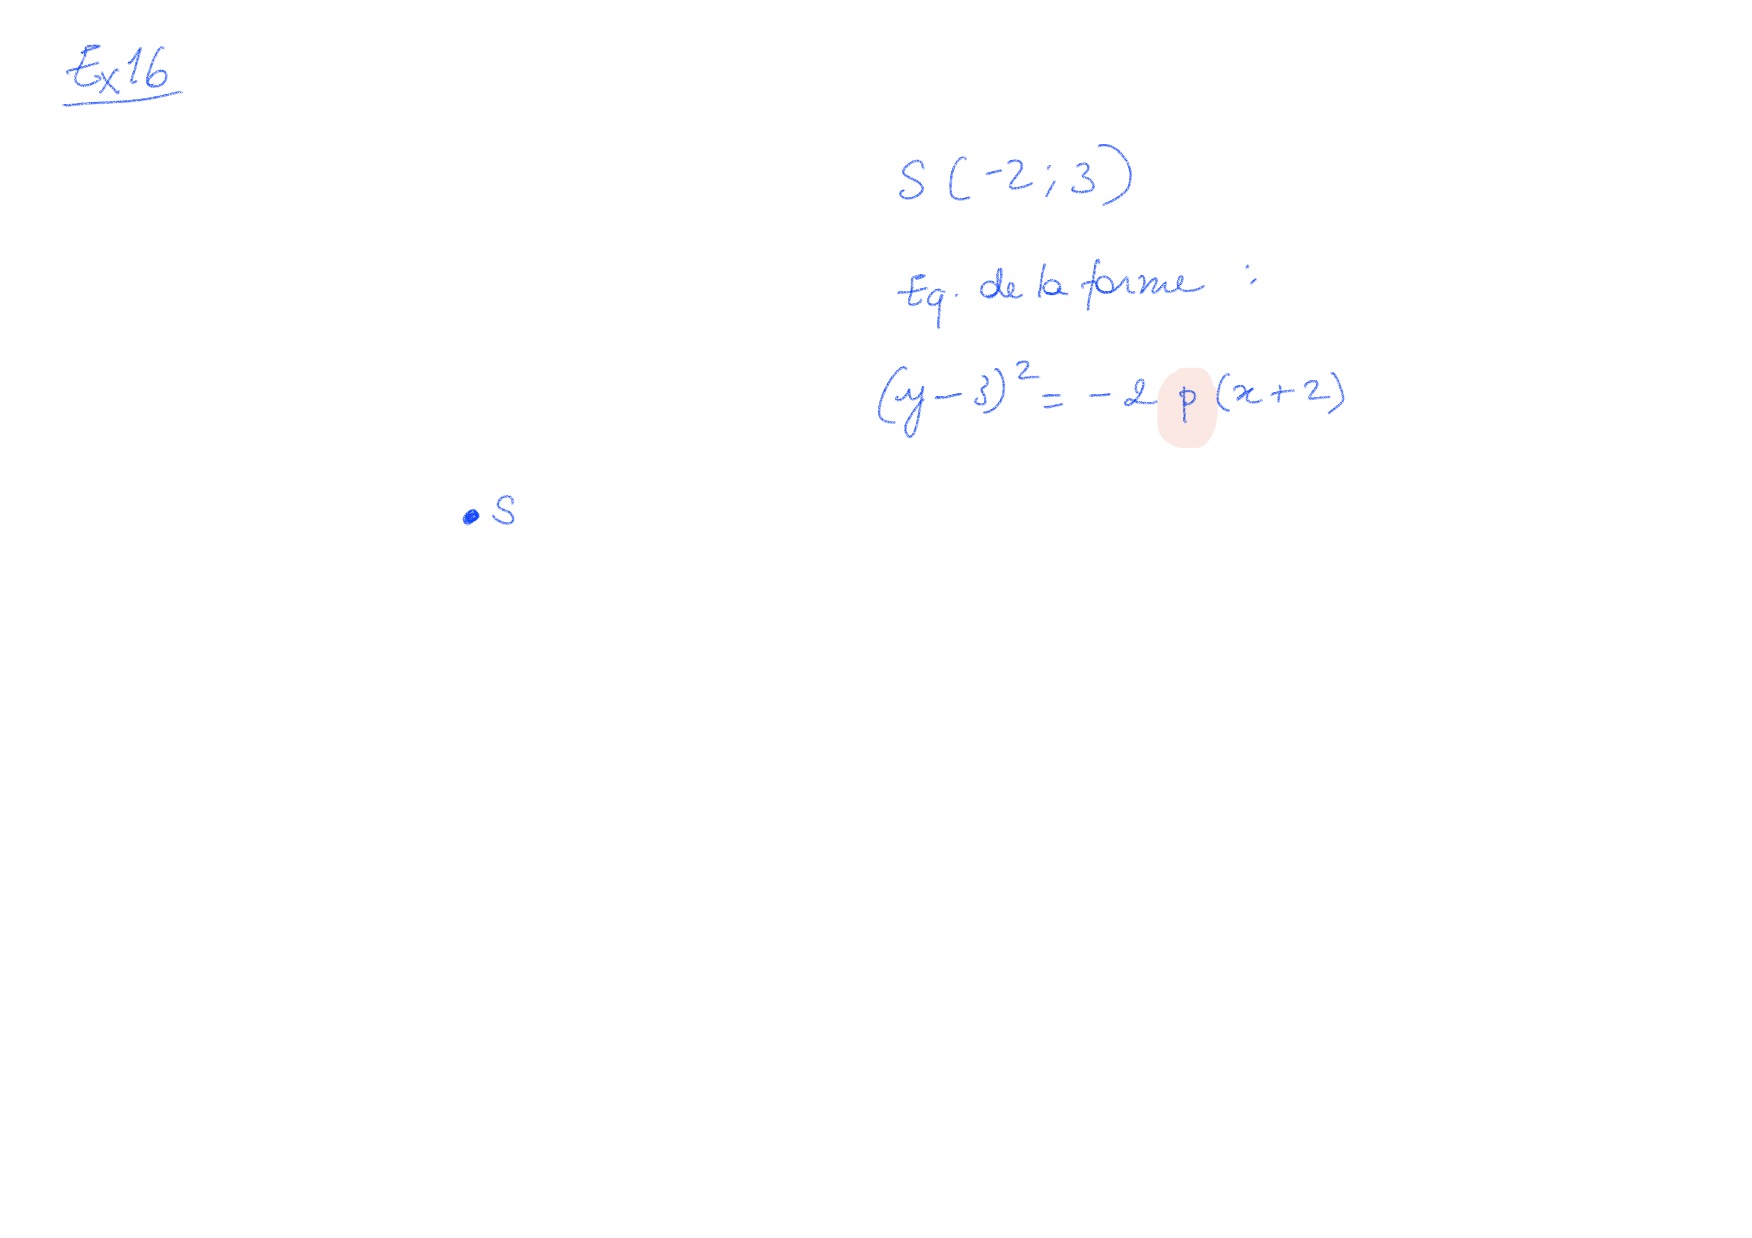 Ex16
S (-2 ; 3)
Eq. de la forme :
(y - 3)² = - 2 p (x + 2)
S